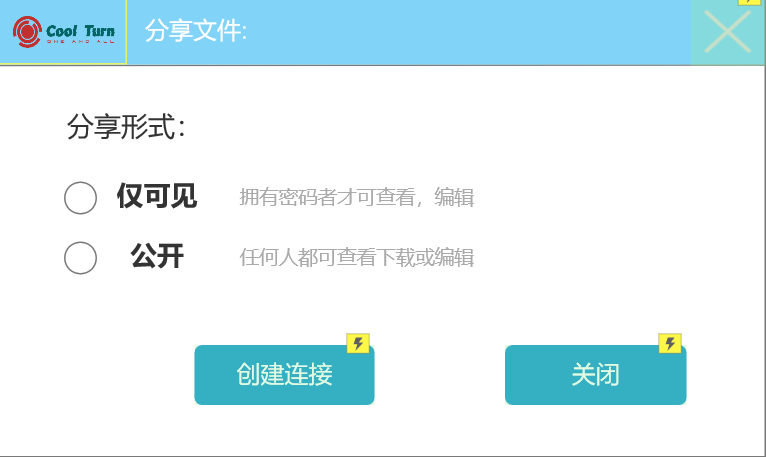 Cool Turn
ONE AND ALL
分享文件:
分享形式：
仅可见 拥有密码者才可查看，编辑
公开 任何人都可查看下载或编辑
创建连接 关闭